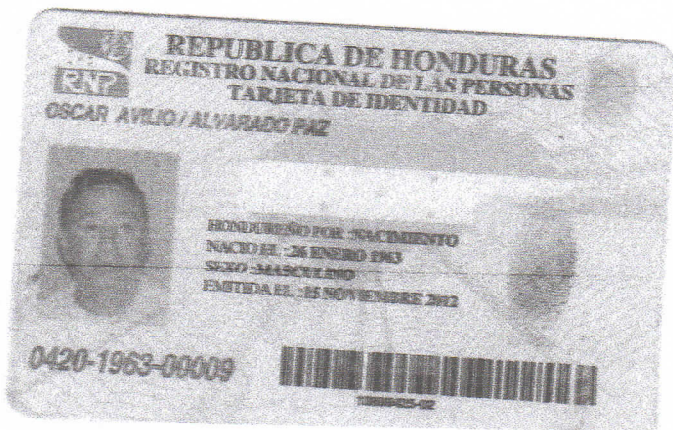 REPUBLICA DE HONDURAS
RNP
REGISTRO NACIONAL DE LAS PERSONAS
TARJETA DE IDENTIDAD
OSCAR AVILIO / ALVARADO PAZ
HONDUREÑO POR :NACIMIENTO
NACIO EL :26 ENERO 1963
SEXO :MASCULINO
EMITIDA EL :15 NOVIEMBRE 2012
0420-1963-00009